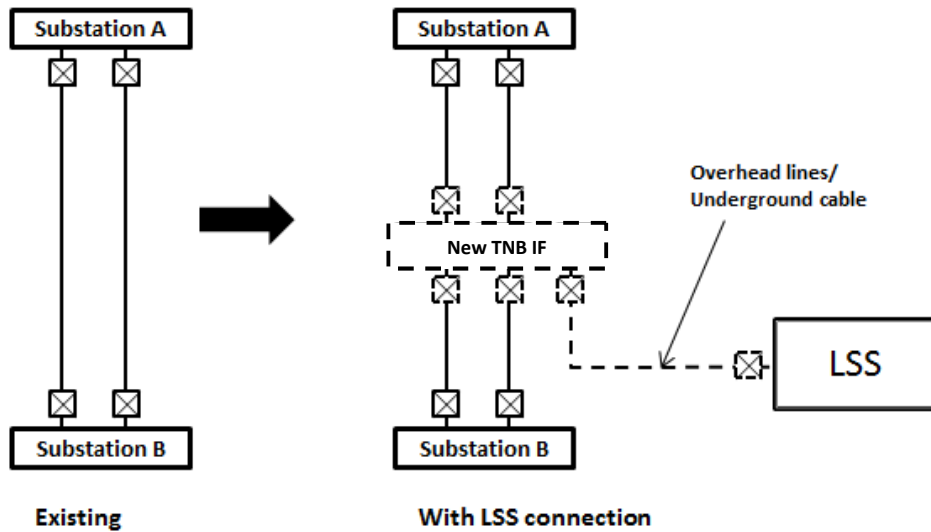 Substation A
Substation A
Overhead lines/
Underground cable
New TNB IF
LSS
Substation B
Substation B
Existing
With LSS connection